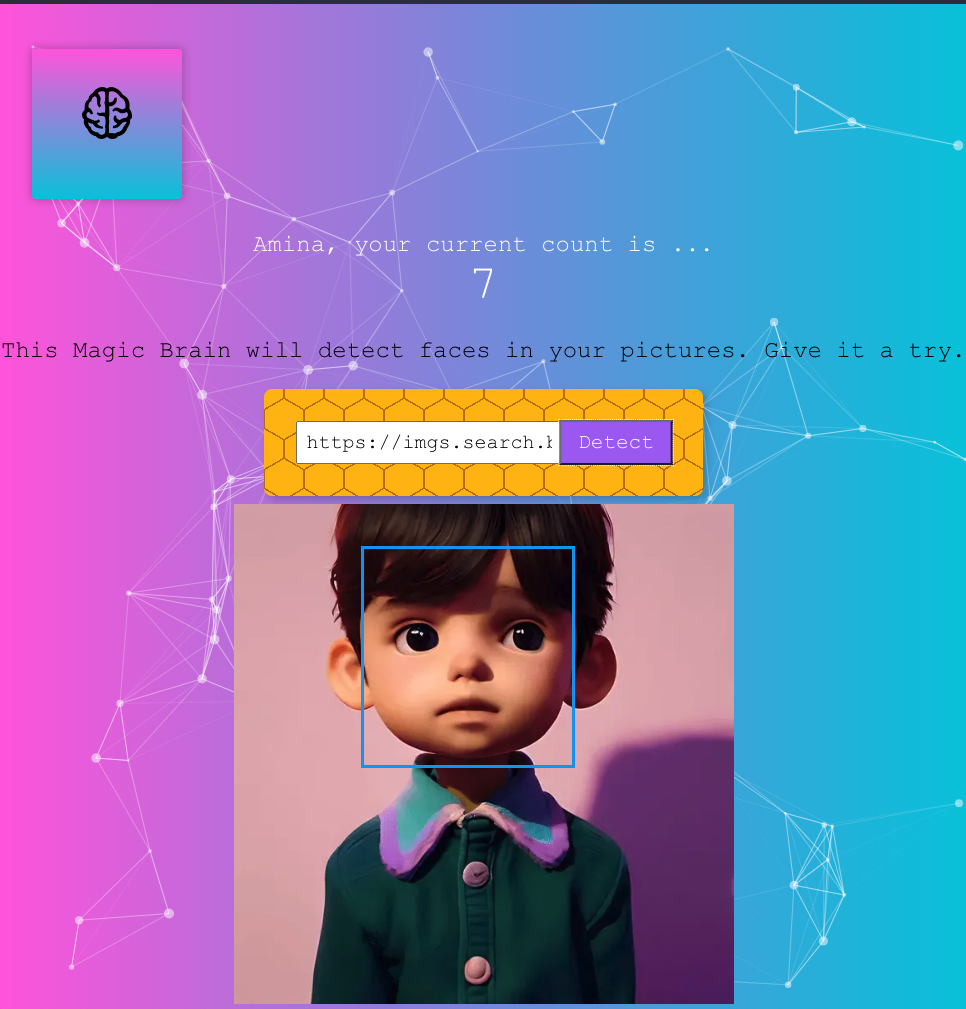 Amina, your current count is ...
7
This Magic Brain will detect faces in your pictures. Give it a try.
https://imgs.search.b
Detect